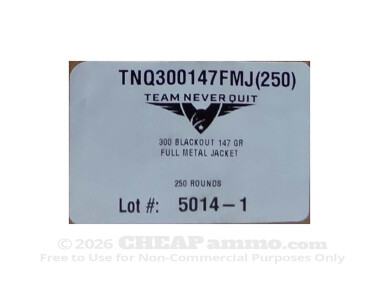 TNQ300147FMJ(250)
TEAM NEVER QUIT
300 BLACKOUT 147 GR
FULL METAL JACKET
250 ROUNDS
Lot #: 5014-1
© 2026 CHEAPammo.com®
Free to Use for Non-Commercial Purposes Only